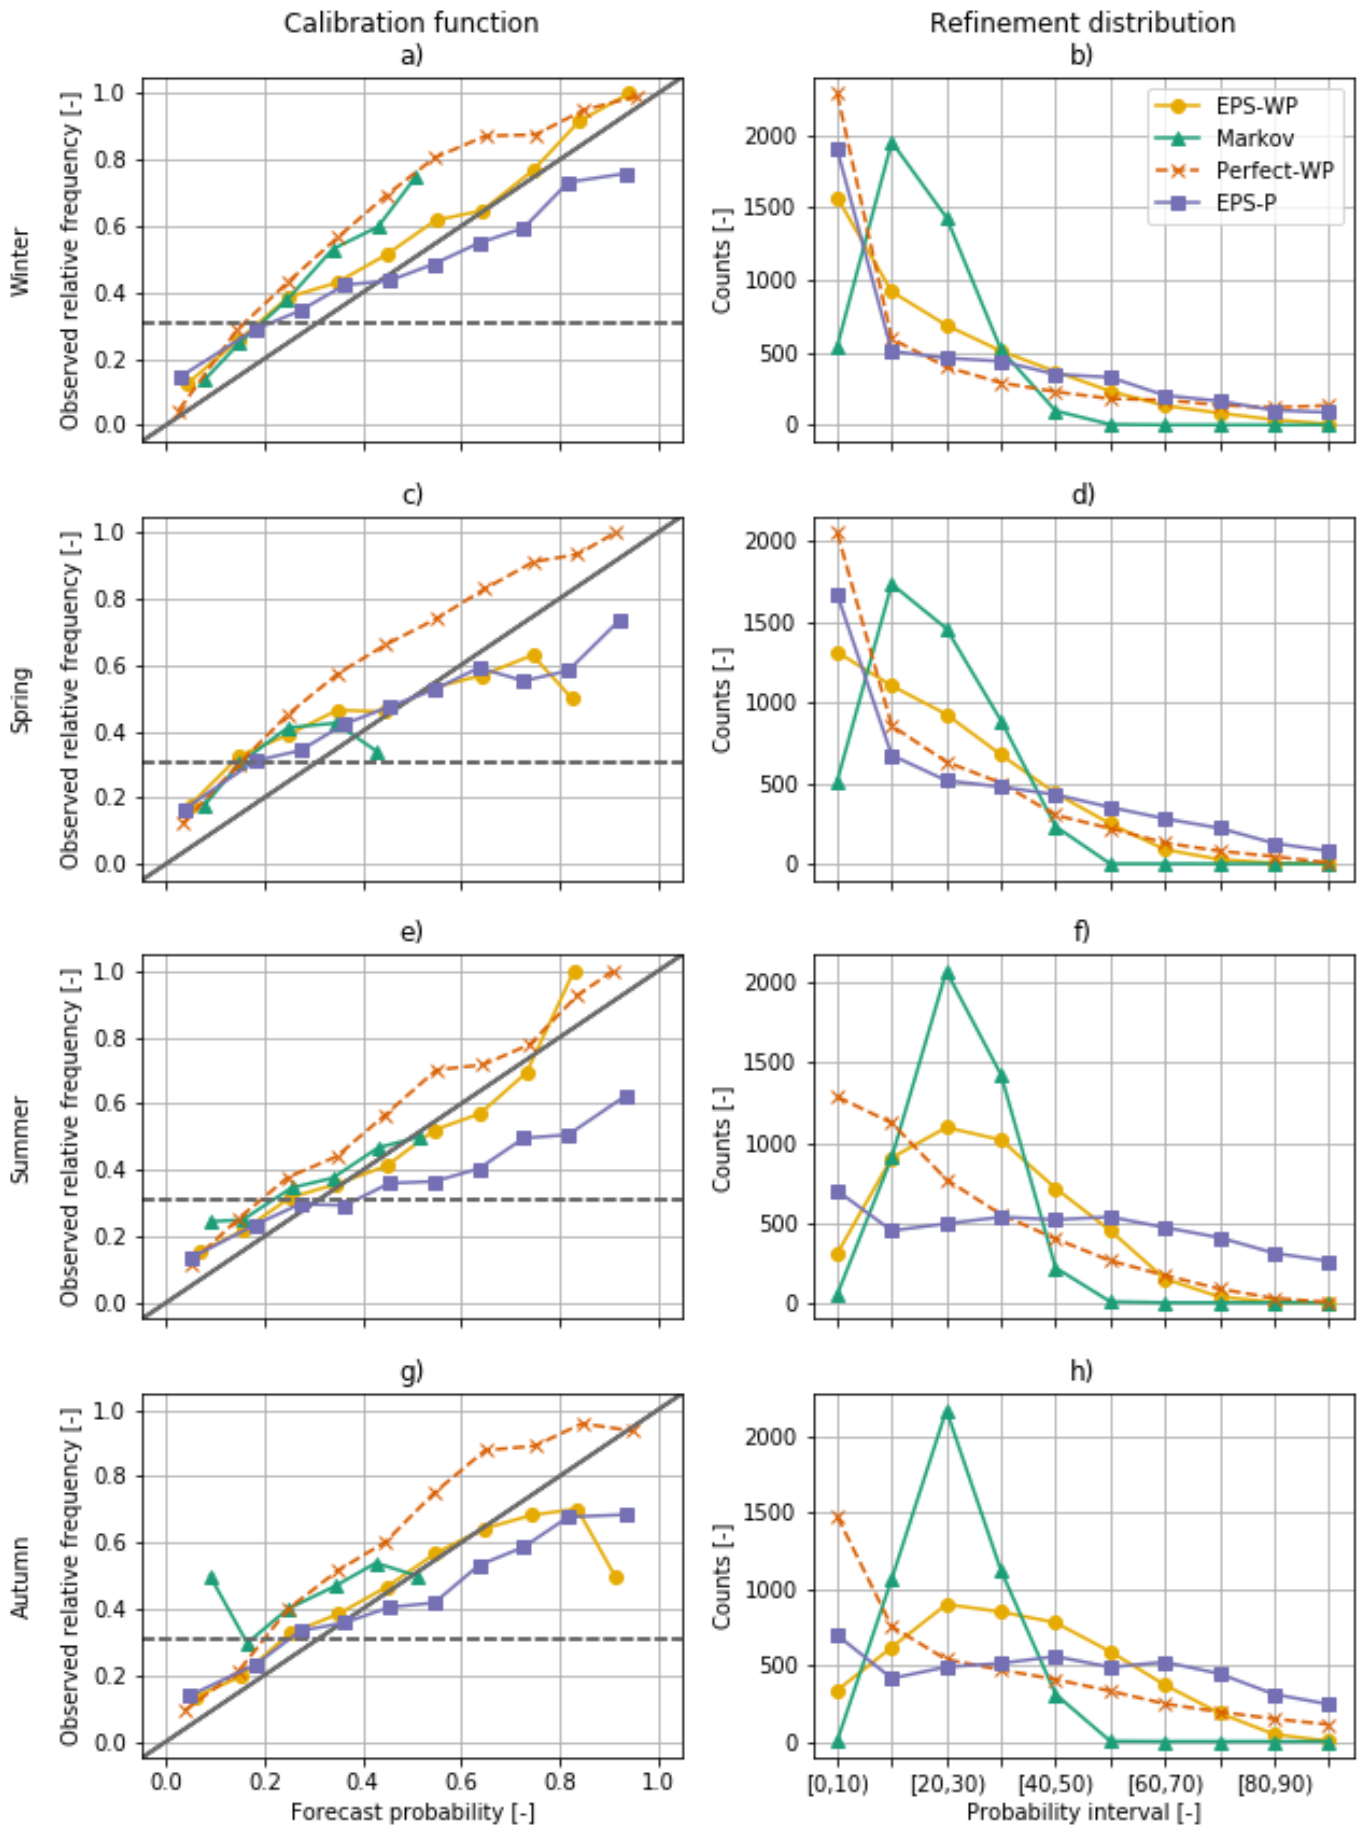 Calibration function
Refinement distribution
a)
b)
Winter
Observed relative frequency [-]
1.0
0.8
0.6
0.4
0.2
0.0
Counts [-]
2000
1500
1000
500
0
EPS-WP
Markov
Perfect-WP
EPS-P
c)
d)
Spring
Observed relative frequency [-]
1.0
0.8
0.6
0.4
0.2
0.0
Counts [-]
2000
1500
1000
500
0
e)
f)
Summer
Observed relative frequency [-]
1.0
0.8
0.6
0.4
0.2
0.0
Counts [-]
2000
1500
1000
500
0
g)
h)
Autumn
Observed relative frequency [-]
1.0
0.8
0.6
0.4
0.2
0.0
Counts [-]
2000
1500
1000
500
0
0.0 0.2 0.4 0.6 0.8 1.0
Forecast probability [-]
[0,10) [20,30) [40,50) [60,70) [80,90)
Probability interval [-]